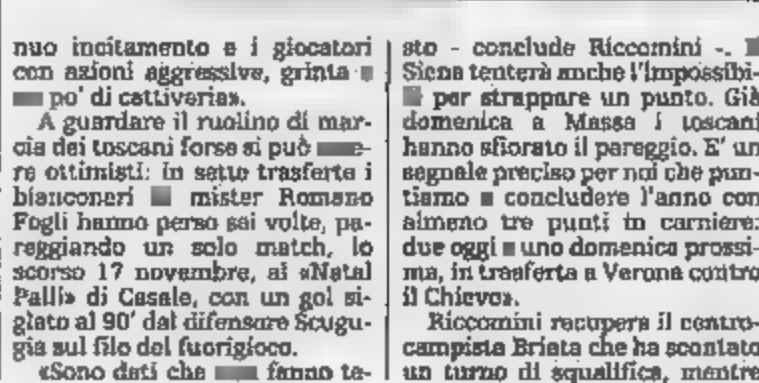 nuo incitamento e i giocatori
con azioni aggressive, grinta
po' di cattiveria».
A guardare il ruolino di mar-
cia dei toscani forse si può
re ottimisti: in sette trasferte i
bianconeri mister Romano
Fogli hanno perso sei volte, pa-
reggiando un solo match, lo
scorso 17 novembre, al «Natal
Palli» di Casale, con un gol si-
glato al 90' dal difensore Scugu-
gia sul filo del fuorigioco.
«Sono dati che fanno te-
sto - conclude Riccomini -.
Siena tenterà anche l'impossibi-
per strappare un punto. Già
domenica a Massa i toscani
hanno sfiorato il pareggio. E' un
segnale preciso per noi che pun-
tiamo concludere l'anno con
almeno tre punti in carniere:
due oggi uno domenica prossi-
ma, in trasferta a Verona contro
il Chievo».
Riccomini recupera il centro-
campista Briata che ha scontato
un turno di squalifica, mentre